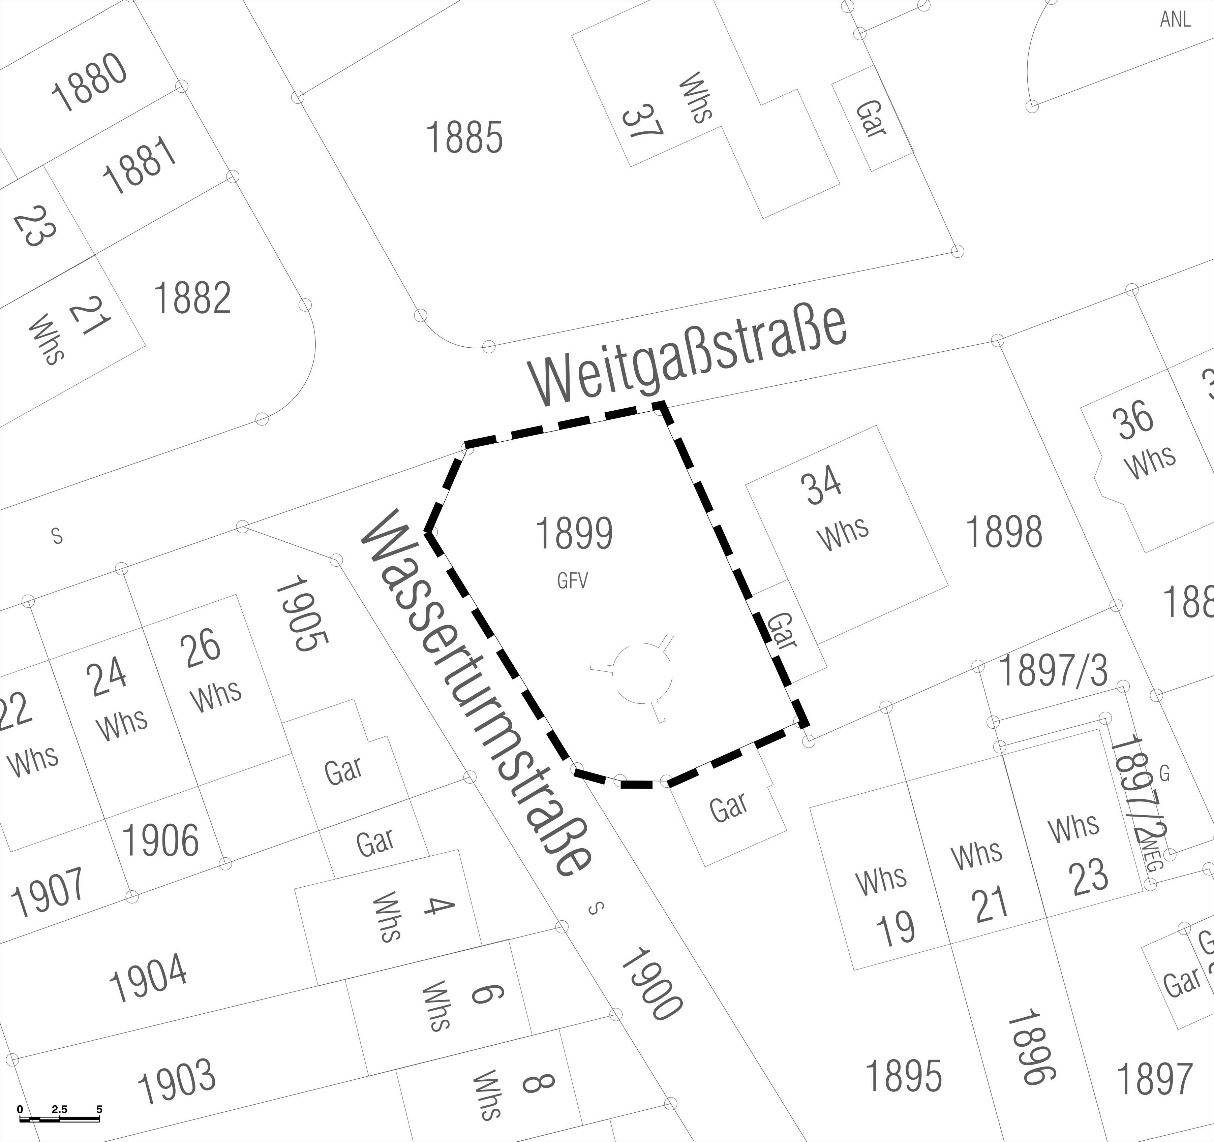 ANL
1880
1885
Whs
37
Gar
1881
23
21
Whs
1882
Weitgaßstraße
36
Whs
34
Whs
1898
1899
GFV
S
Wasserturmstraße
1905
Gar
26
Whs
24
Whs
22
Whs
1897/3
1897/2
G
WEG
Gar
Gar
Gar
1906
1907
Whs
19
Whs
21
Whs
23
4
Whs
S
1900
1904
6
Whs
Gar
1903
8
Whs
1895
1896
1897
0 2.5 5